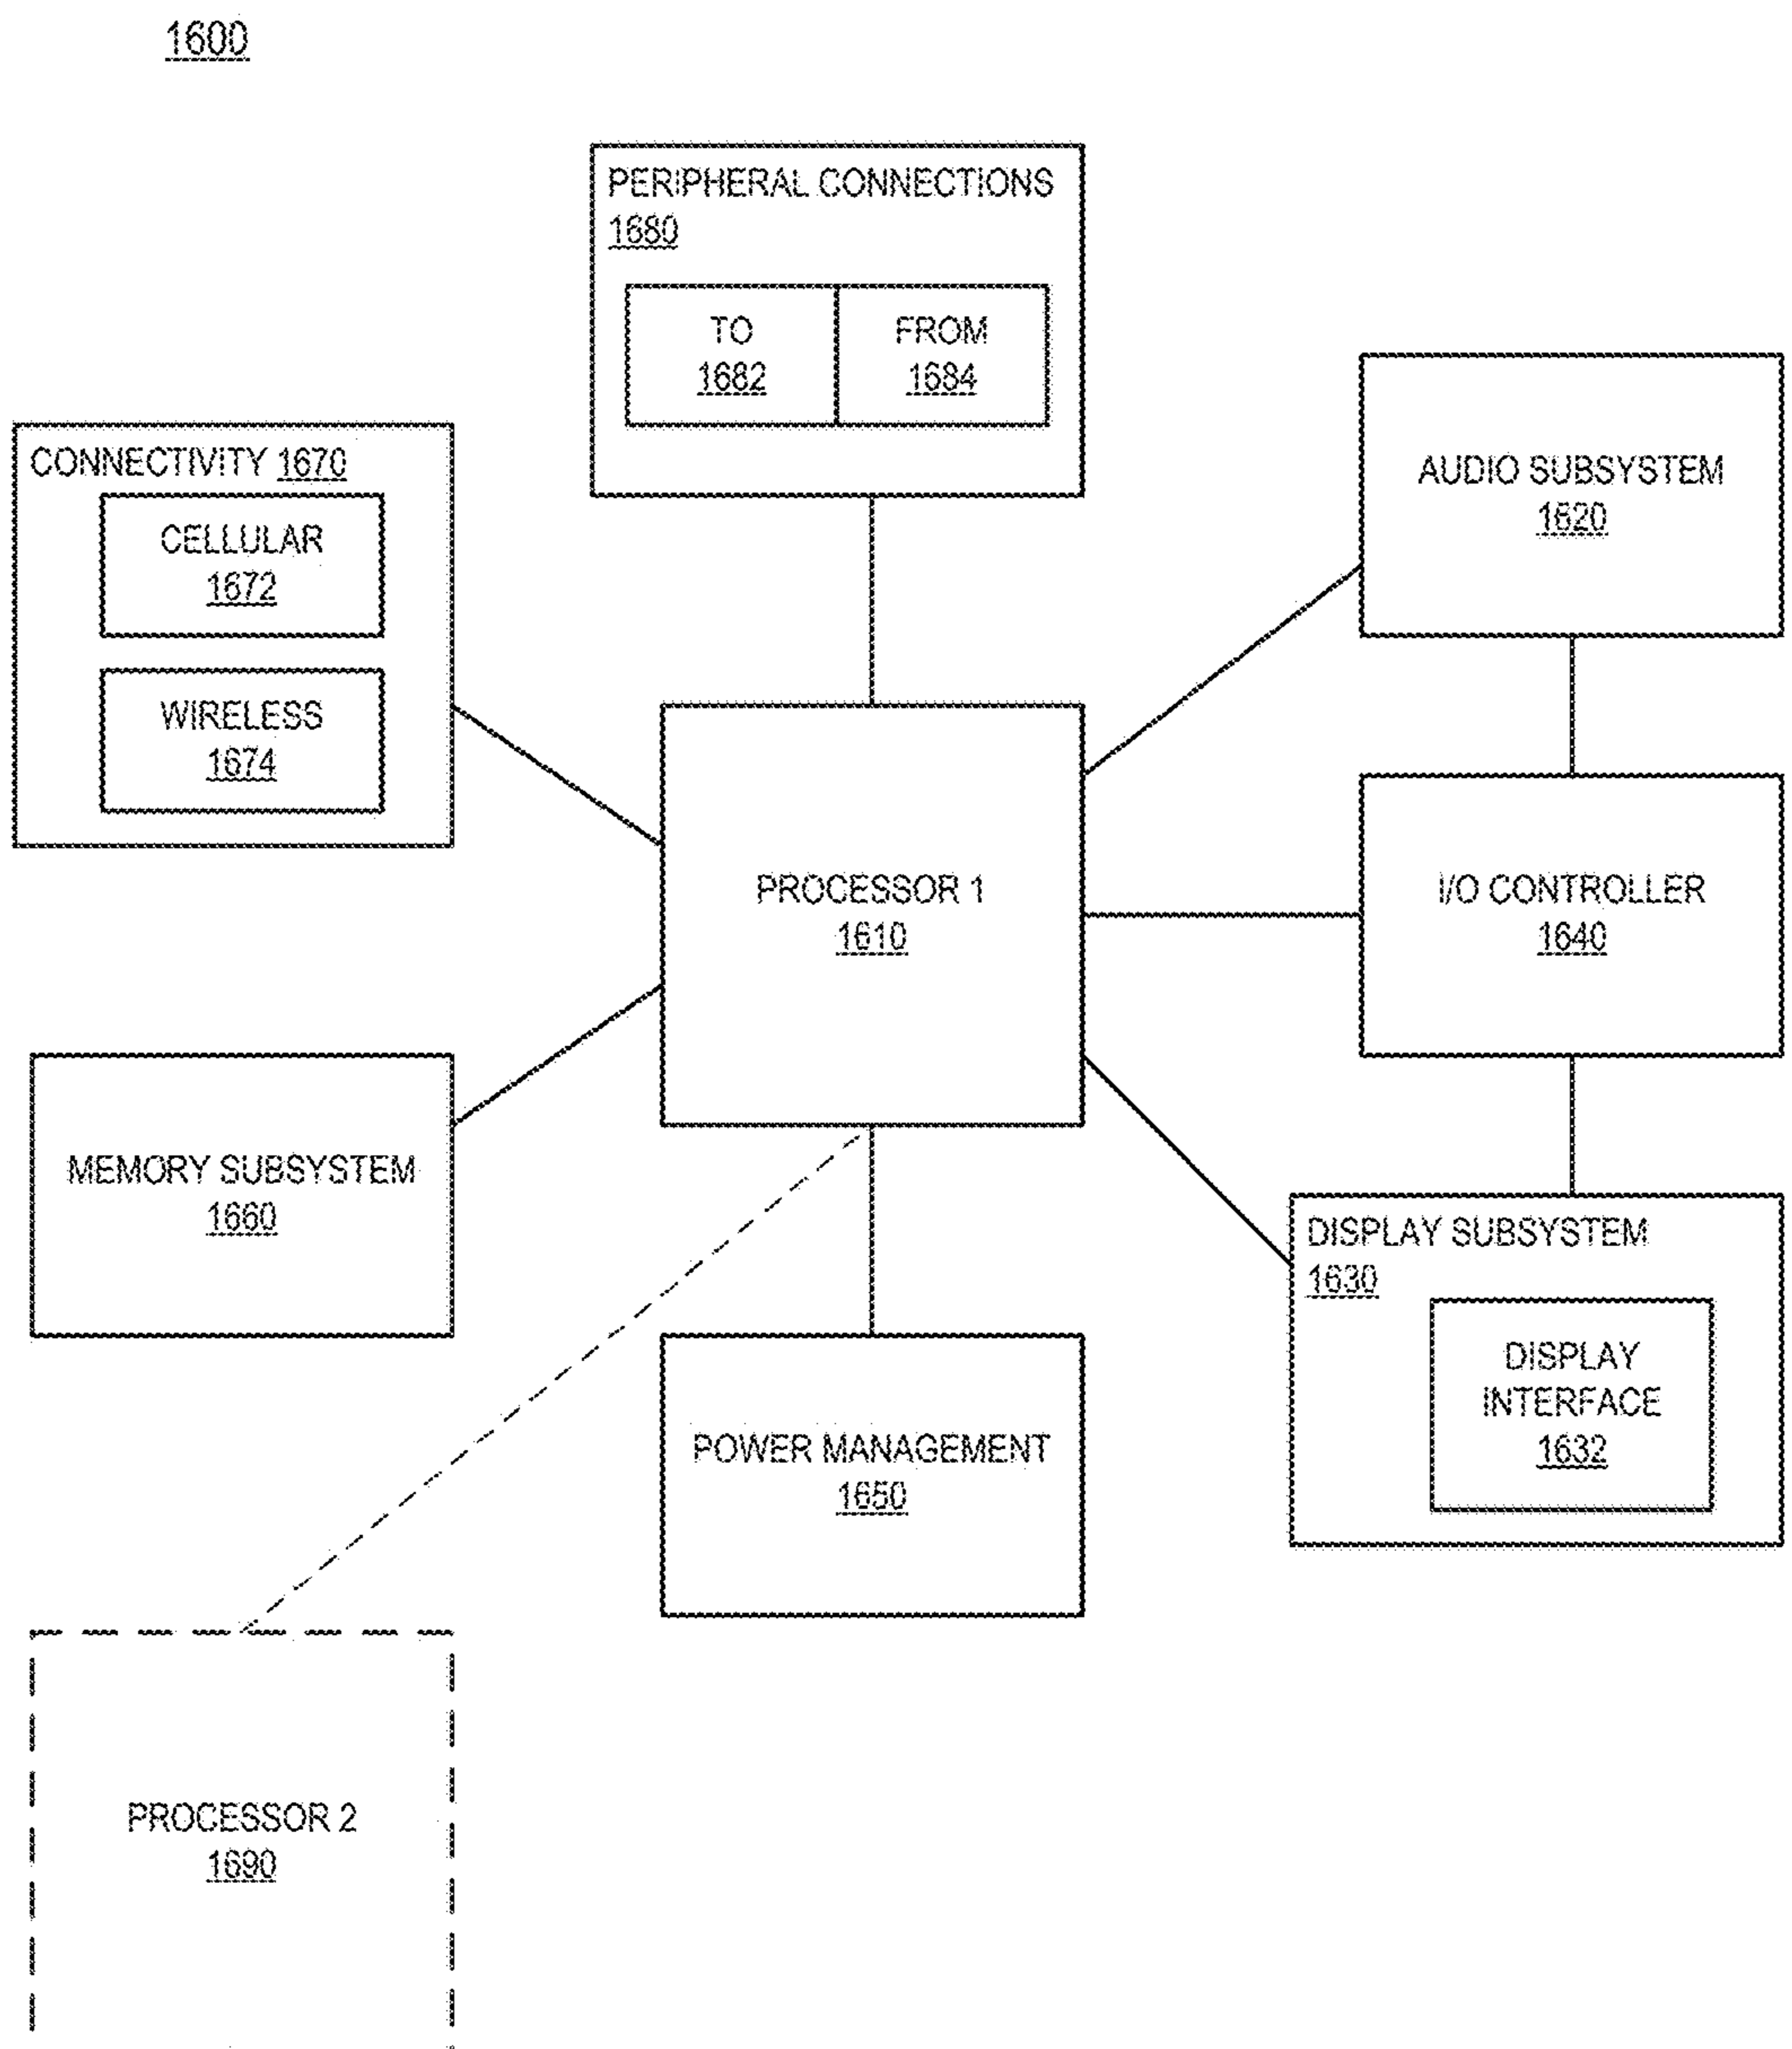 1600
PERIPHERAL CONNECTIONS
1680
TO
1682
FROM
1684
CONNECTIVITY 1670
CELLULAR
1672
WIRELESS
1674
AUDIO SUBSYSTEM
1620
PROCESSOR 1
1610
I/O CONTROLLER
1640
MEMORY SUBSYSTEM
1660
DISPLAY SUBSYSTEM
1630
DISPLAY
INTERFACE
1632
POWER MANAGEMENT
1650
PROCESSOR 2
1690